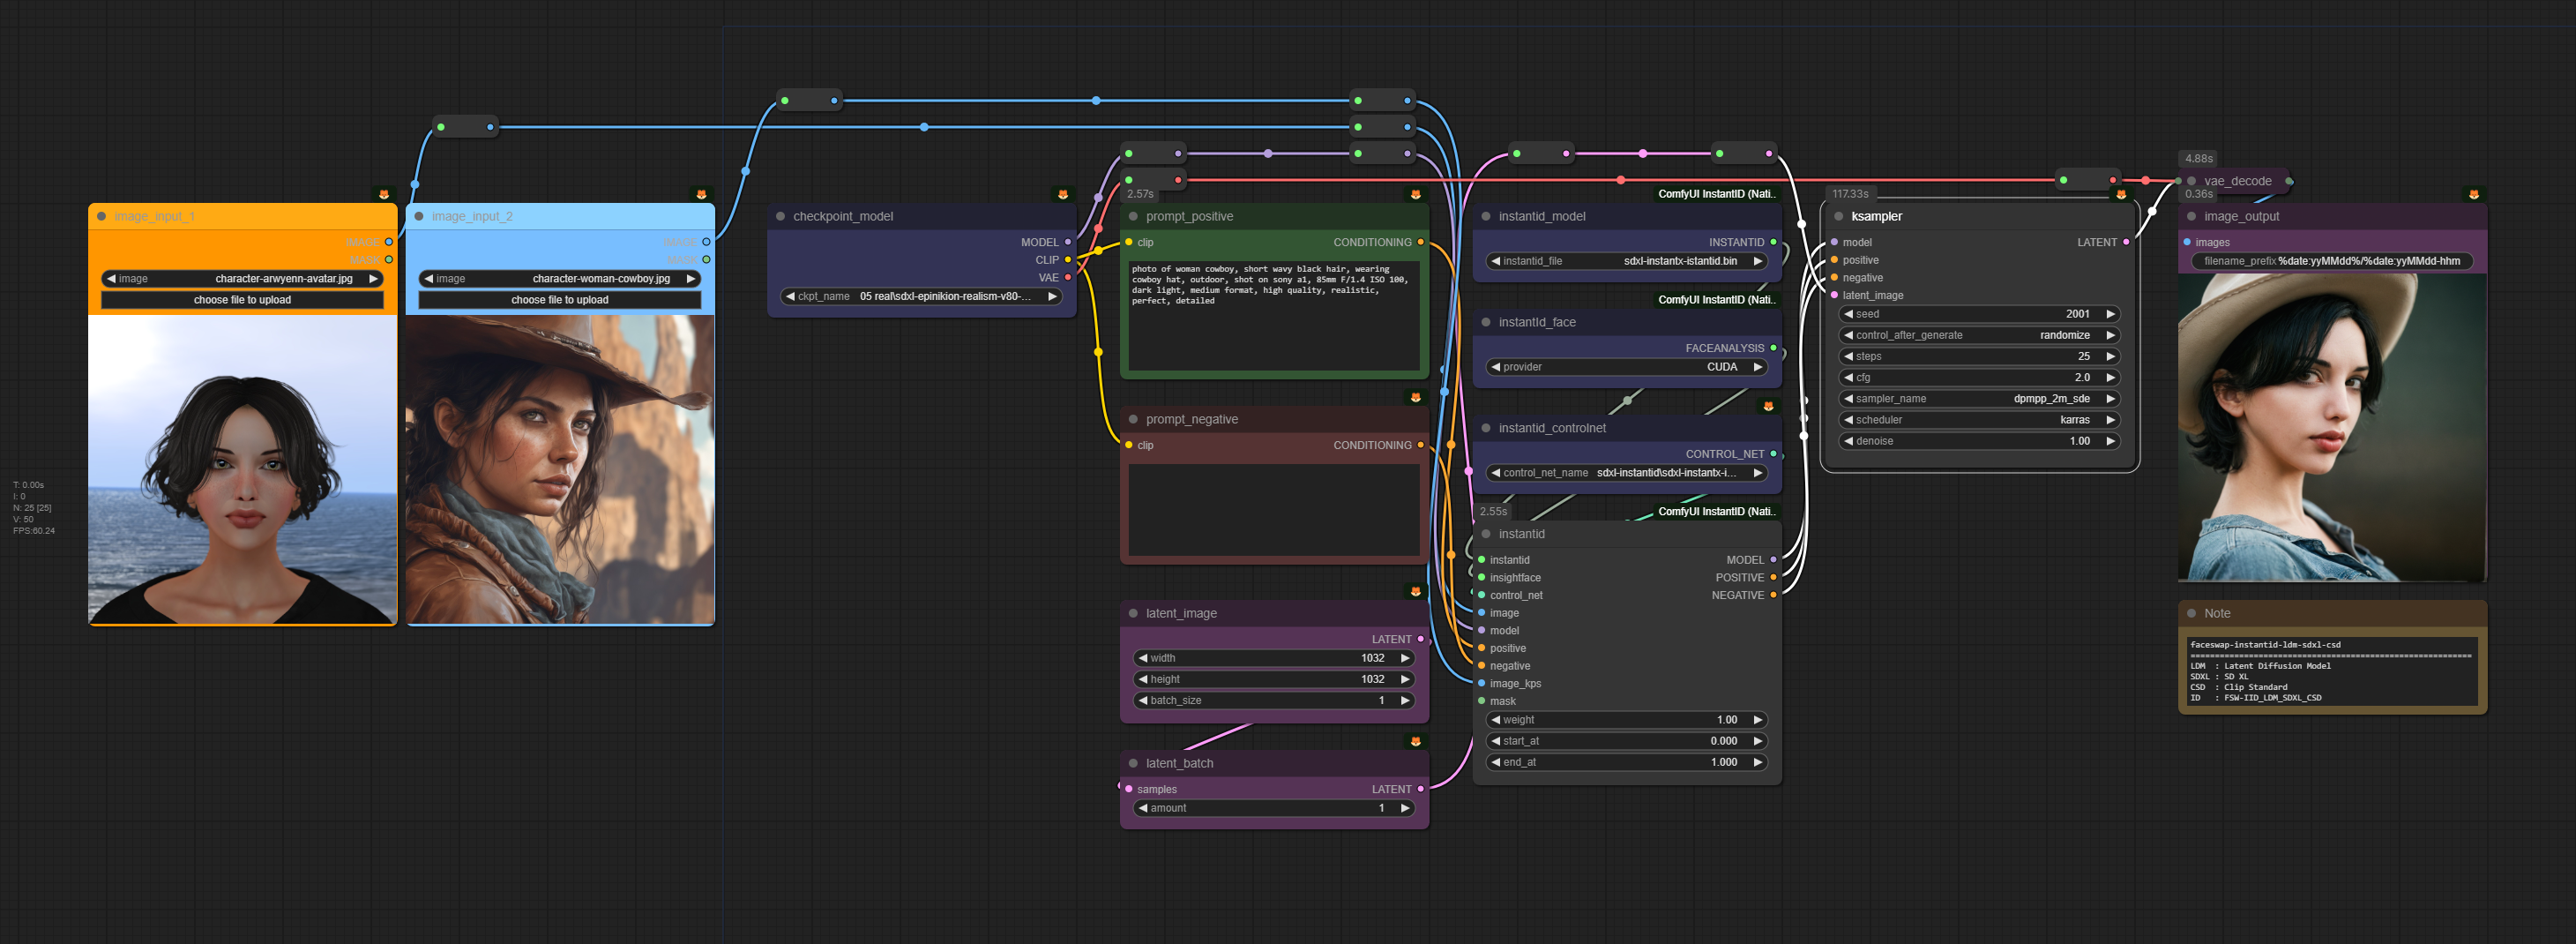 T: 0.00s
I: 0
N: 25 [25]
V: 50
FPS:60.24
image_input_1
IMAGE
MASK
image character-arwyenn-avatar.jpg
choose file to upload
image_input_2
IMAGE
MASK
image character-woman-cowboy.jpg
choose file to upload
checkpoint_model
MODEL
CLIP
VAE
ckpt_name 05 real\sdxl-epinikion-realism-v80-...
2.57s
prompt_positive
clip CONDITIONING
photo of woman cowboy, short wavy black hair, wearing
cowboy hat, outdoor, shot on sony a1, 85mm F/1.4 ISO 100,
dark light, medium format, high quality, realistic,
perfect, detailed
prompt_negative
clip CONDITIONING
latent_image
LATENT
width 1032
height 1032
batch_size 1
latent_batch
samples LATENT
amount 1
ComfyUI InstantID (Nati..
instantid_model
INSTANTID
instantid_file sdxl-instantx-istantid.bin
ComfyUI InstantID (Nati..
instantId_face
FACEANALYSIS
provider CUDA
instantid_controlnet
CONTROL_NET
control_net_name sdxl-instantid\sdxl-instantx-i...
2.55s
ComfyUI InstantID (Nati..
instantid
instantid MODEL
insightface POSITIVE
control_net NEGATIVE
image
model
positive
negative
image_kps
mask
weight 1.00
start_at 0.000
end_at 1.000
117.33s
ksampler
model LATENT
positive
negative
latent_image
seed 2001
control_after_generate randomize
steps 25
cfg 2.0
sampler_name dpmpp_2m_sde
scheduler karras
denoise 1.00
4.88s
vae_decode
0.36s
image_output
images
filename_prefix %date:yyMMdd%/%date:yyMMdd-hhm
Note
faceswap-instantid-ldm-sdxl-csd
==========================================================
LDM : Latent Diffusion Model
SDXL : SD XL
CSD : Clip Standard
ID : FSW-IID_LDM_SDXL_CSD